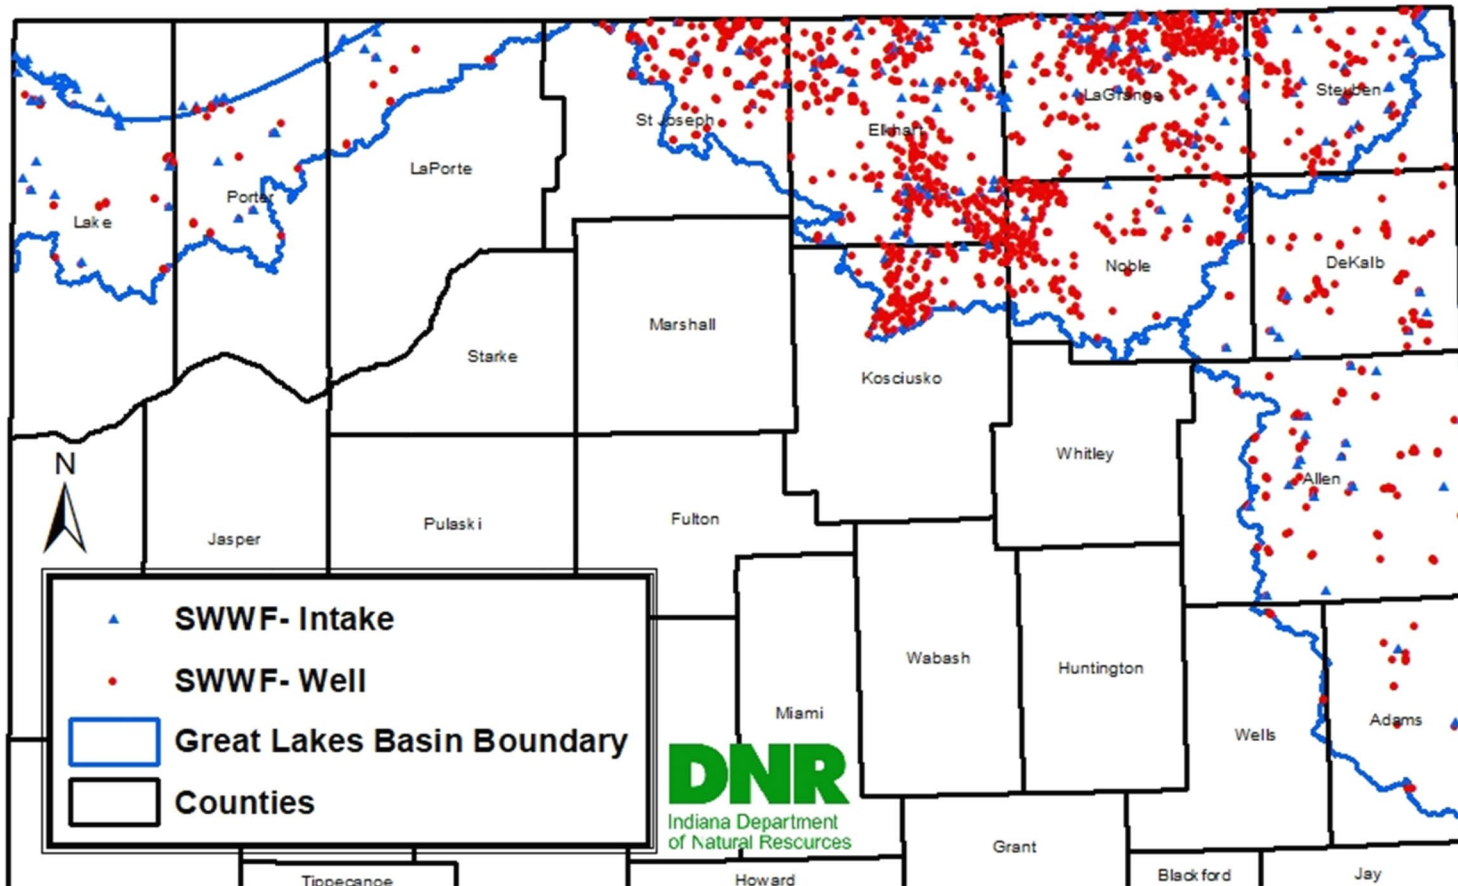 LaGrange
Steuben
St Joseph
Elkhart
LaPorte
Porter
Lake
Noble
DeKalb
Marshall
Starke
Kosciusko
Whitley
N
Allen
Jasper
Pulaski
Fulton
SWWF- Intake
SWWF- Well
Great Lakes Basin Boundary
Counties
Wabash
Huntington
Miami
Adams
Wells
DNR
Indiana Department
of Natural Resources
Grant
Blackford
Jay
Tippecanoe
Howard